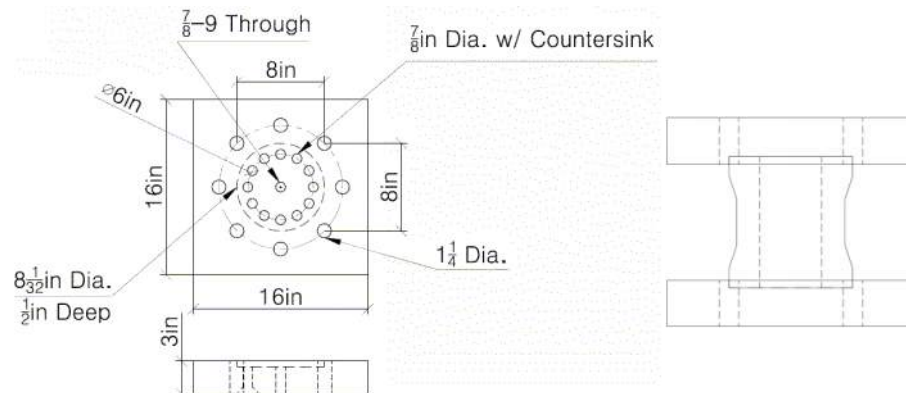 7/8-9 Through
7/8in Dia. w/ Countersink
8in
⌀6in
16in
8in
1 1/4 Dia.
8 1/32in Dia.
1/2in Deep
16in
3in